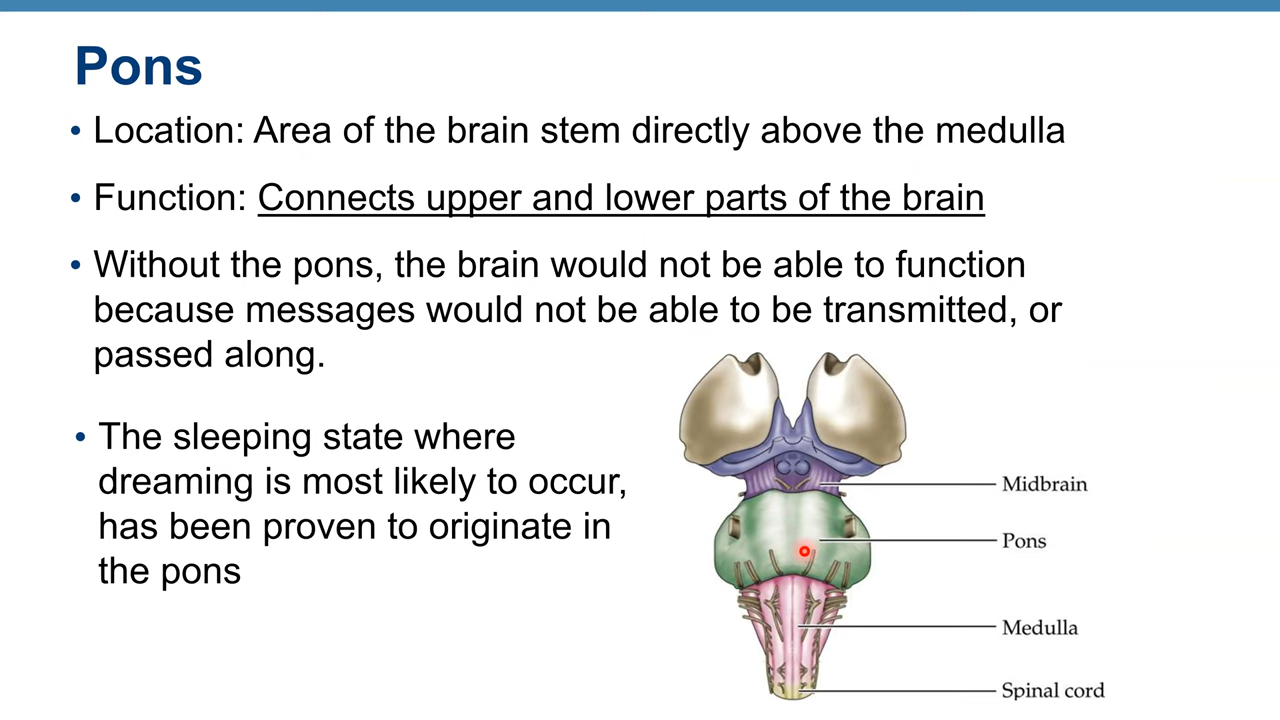 Pons
• Location: Area of the brain stem directly above the medulla
• Function: Connects upper and lower parts of the brain
• Without the pons, the brain would not be able to function
because messages would not be able to be transmitted, or
passed along.
• The sleeping state where
dreaming is most likely to occur,
has been proven to originate in
the pons
Midbrain
Pons
Medulla
Spinal cord